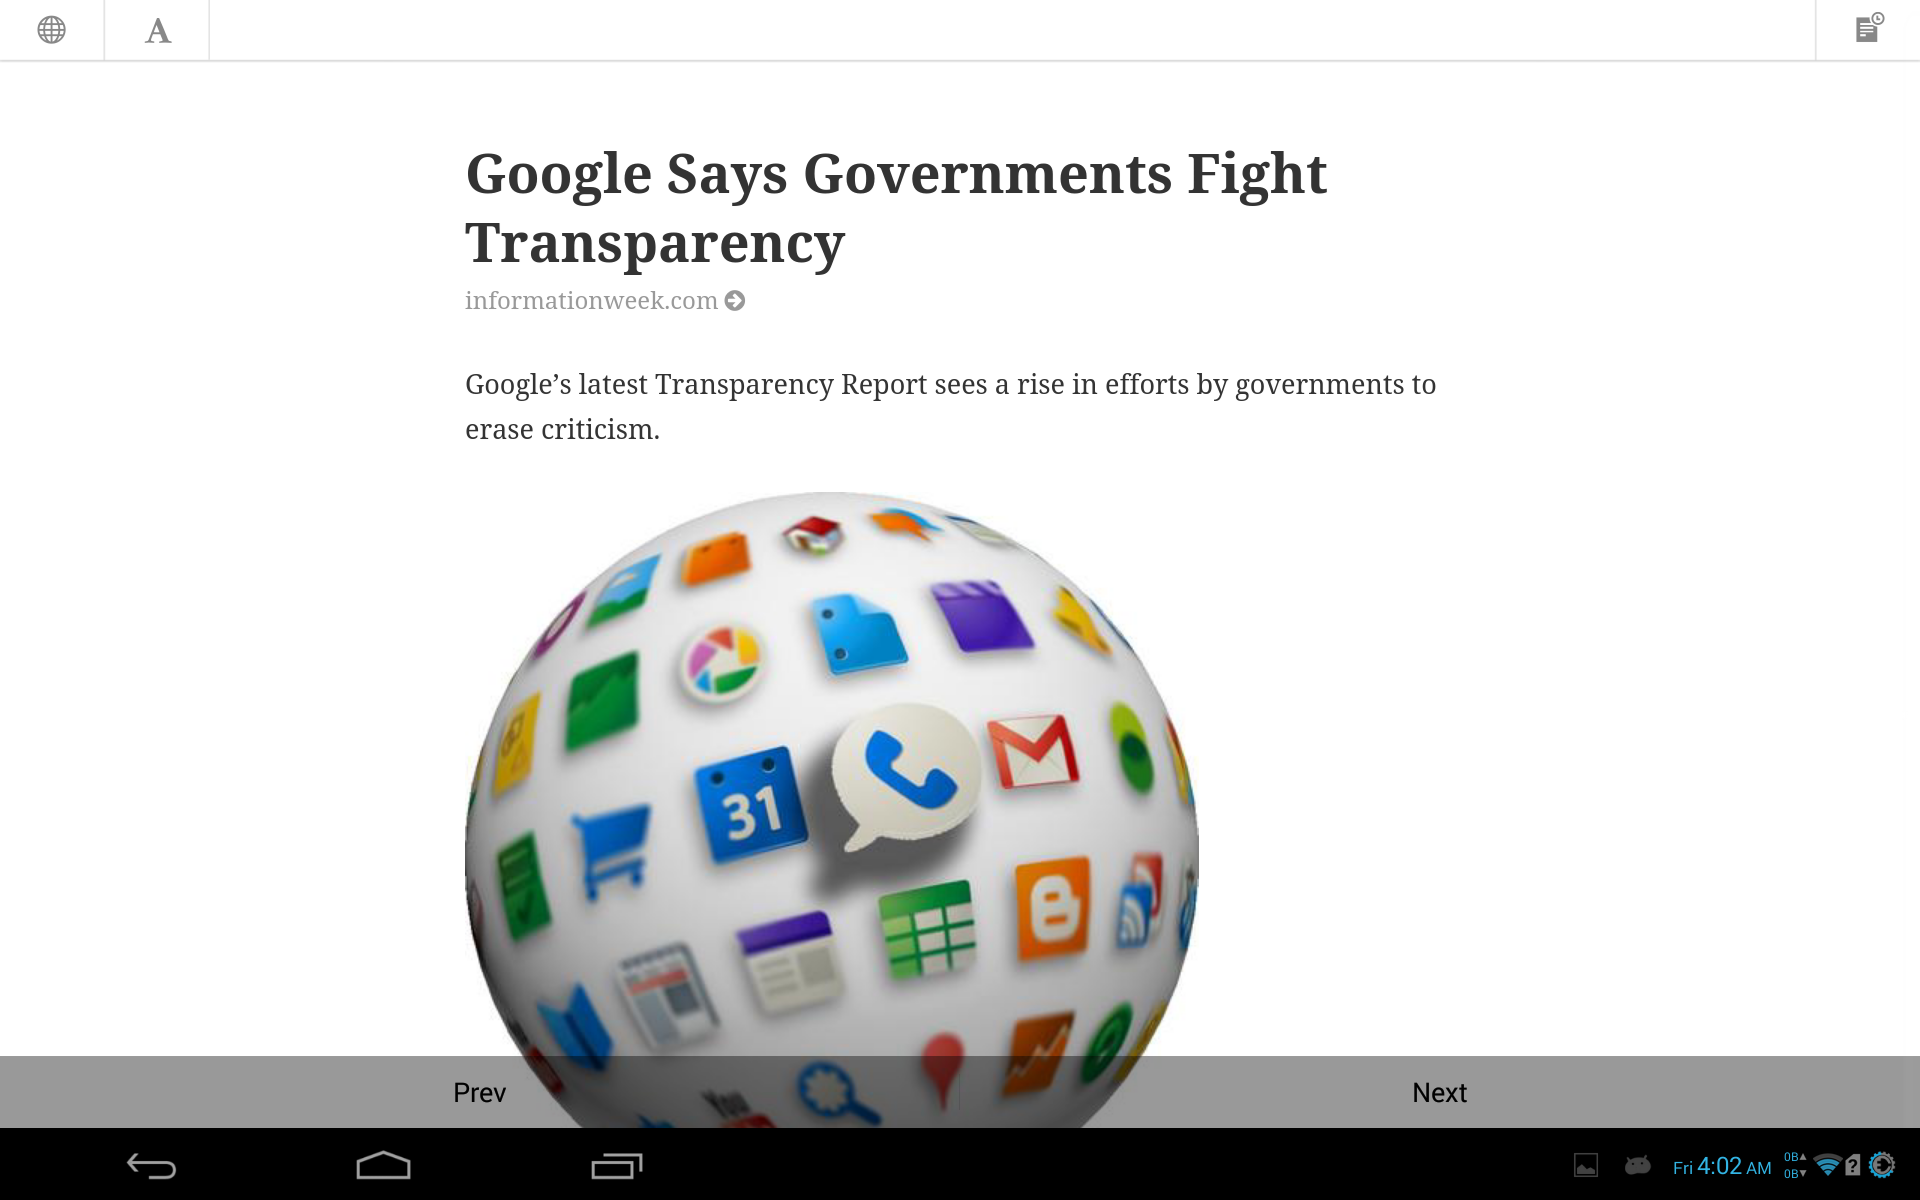 A
Google Says Governments Fight
Transparency
informationweek.com
Google’s latest Transparency Report sees a rise in efforts by governments to
erase criticism.
31
You
Prev
Next
Fri 4:02 AM
0B
0B
?